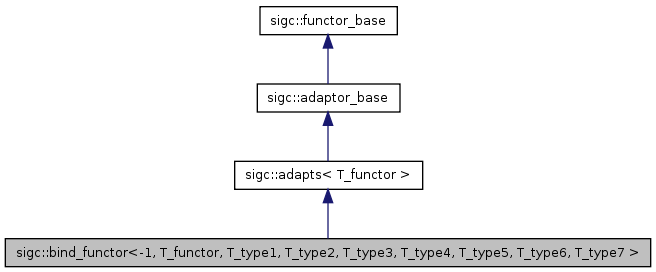 sigc::functor_base
sigc::adaptor_base
sigc::adapts< T_functor >
sigc::bind_functor<-1, T_functor, T_type1, T_type2, T_type3, T_type4, T_type5, T_type6, T_type7 >